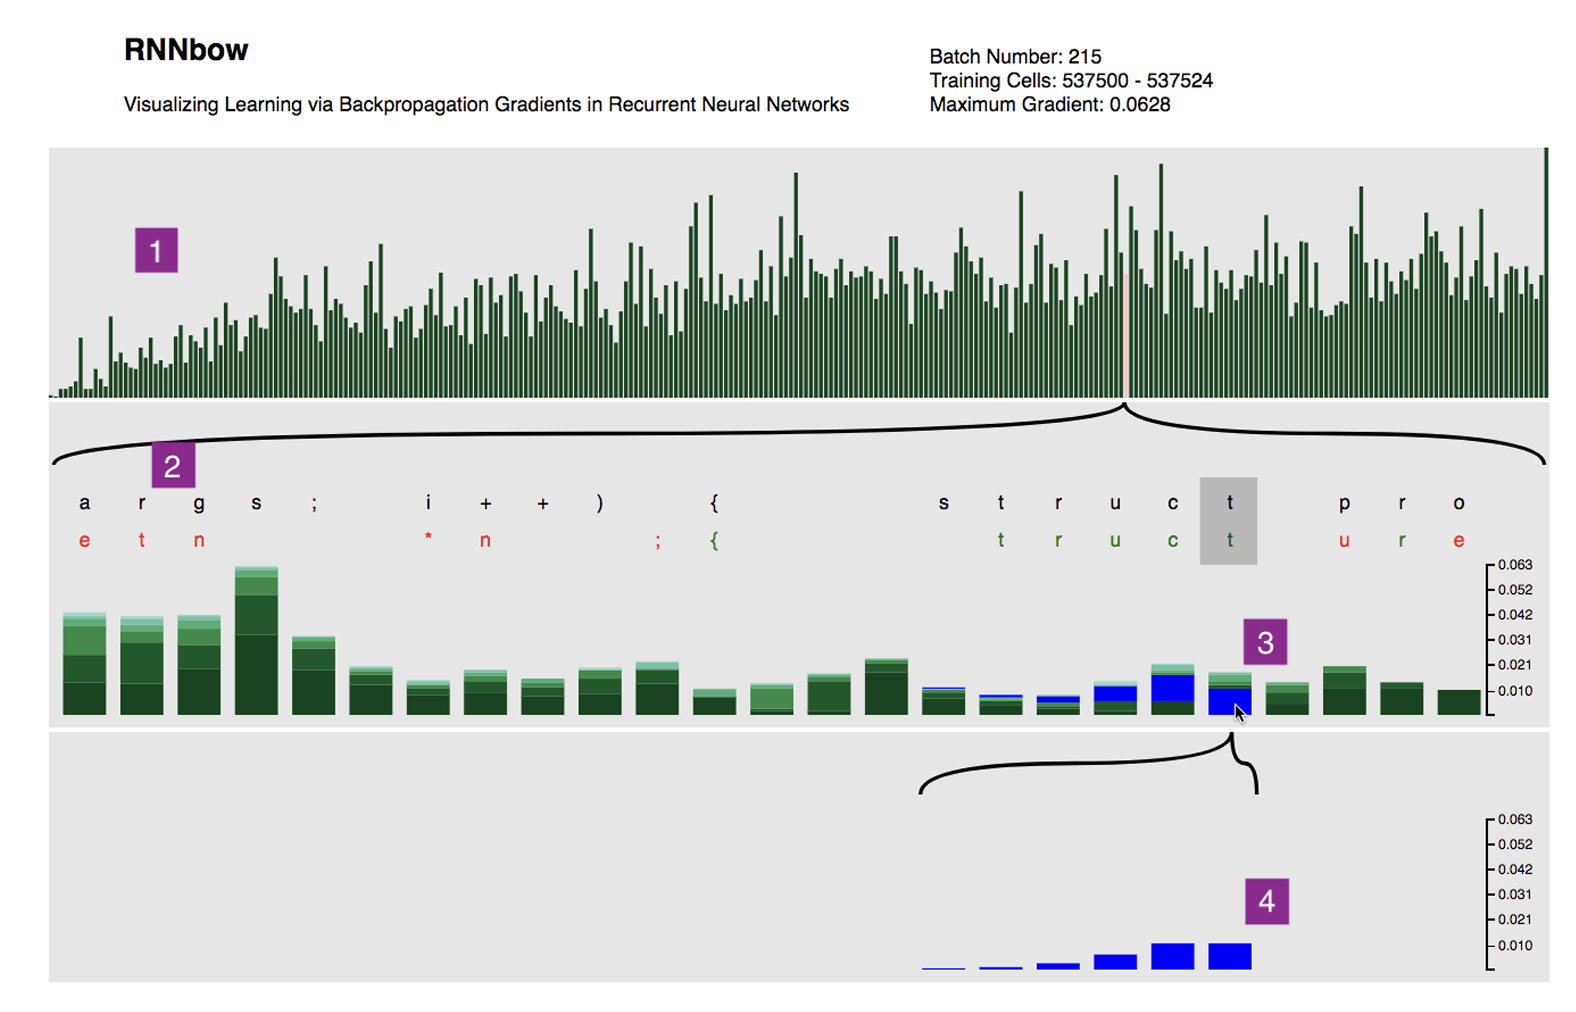 RNNbow
Visualizing Learning via Backpropagation Gradients in Recurrent Neural Networks
Batch Number: 215
Training Cells: 537500 - 537524
Maximum Gradient: 0.0628
1
2
a r g s ; i + + ) { s t r u c t p r o
e t n * n ; { t r u c t u r e
0.063
0.052
0.042
0.031
0.021
0.010
3
0.063
0.052
0.042
0.031
0.021
0.010
4